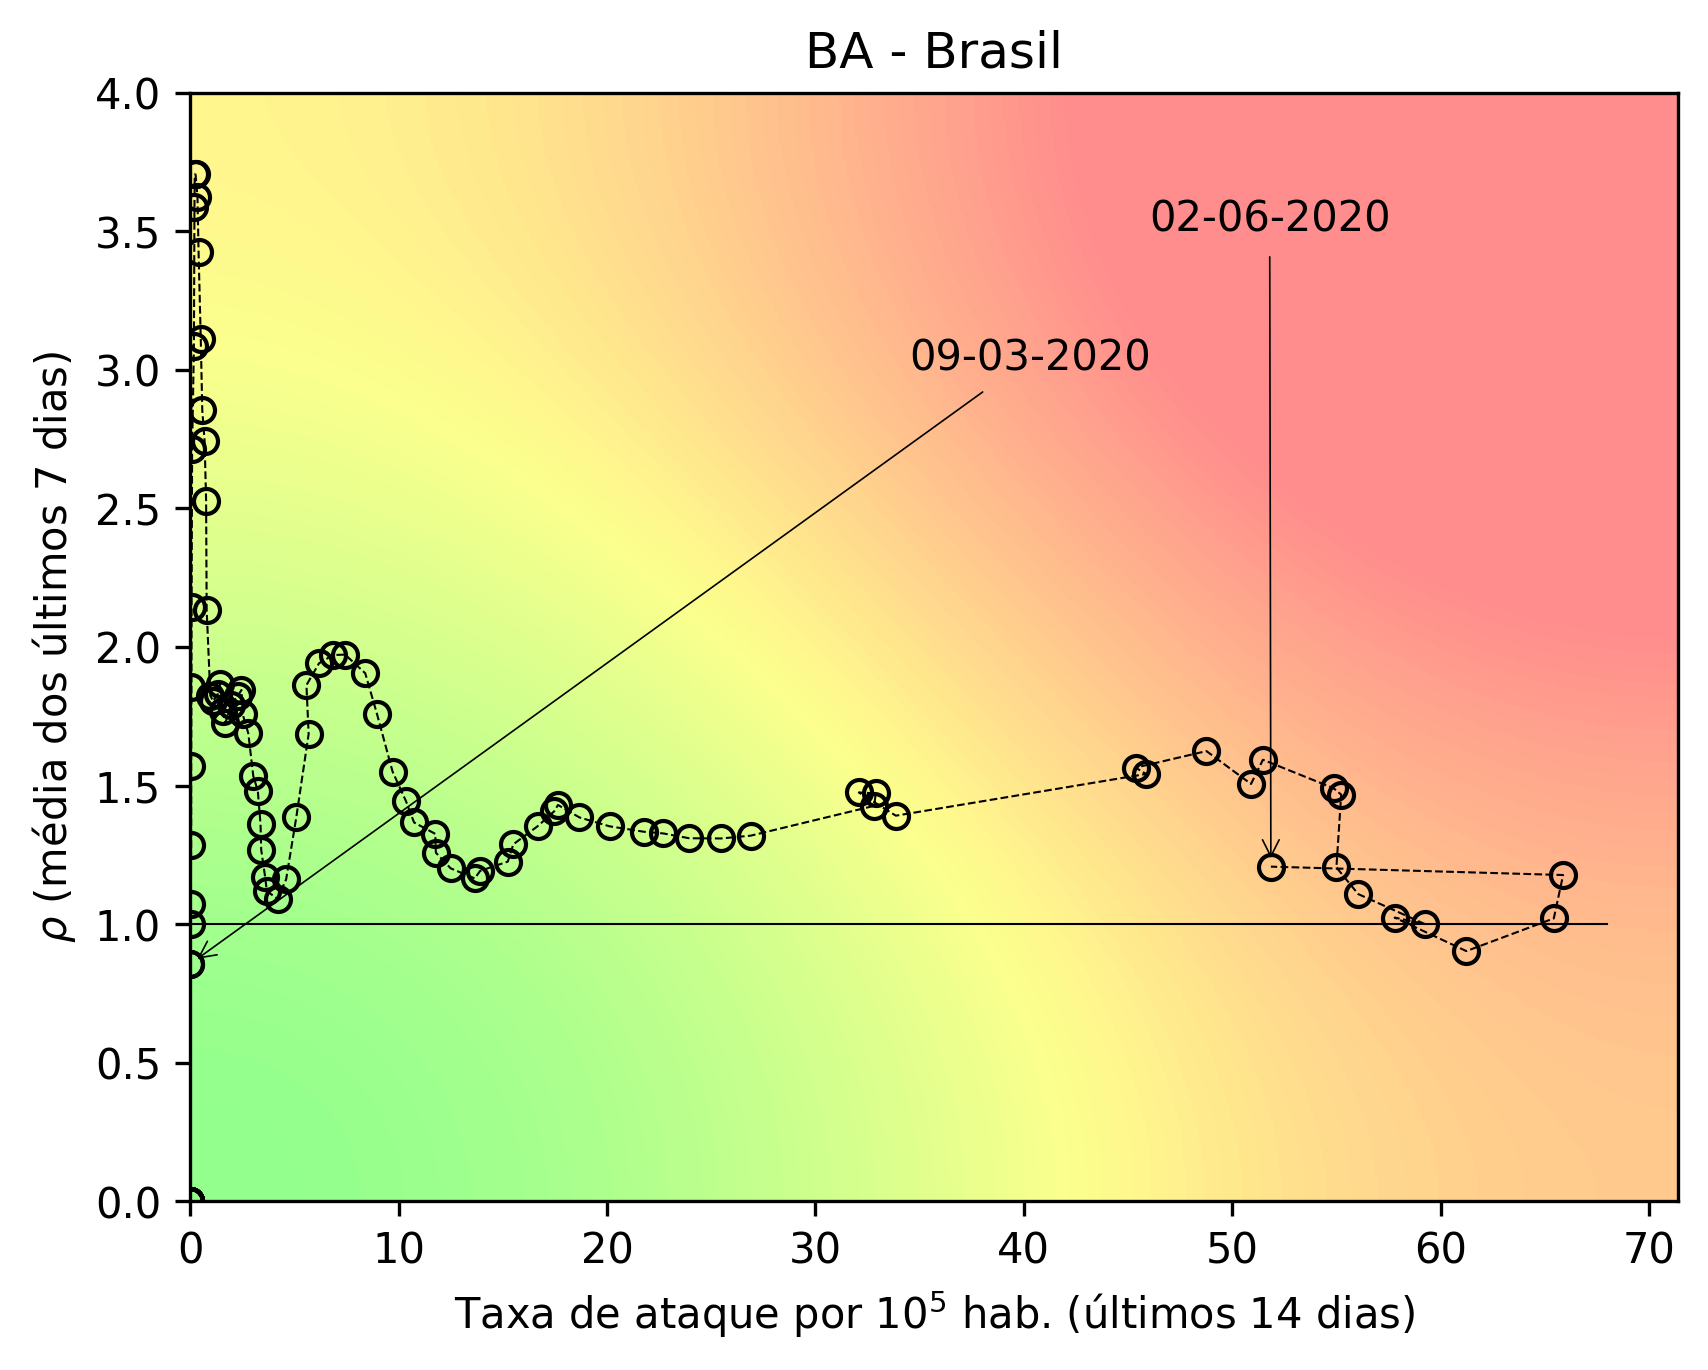 BA - Brasil
4.0
3.5
3.0
2.5
2.0
1.5
1.0
0.5
0.0
ρ (média dos últimos 7 dias)
02-06-2020
09-03-2020
0 10 20 30 40 50 60 70
Taxa de ataque por 10⁵ hab. (últimos 14 dias)